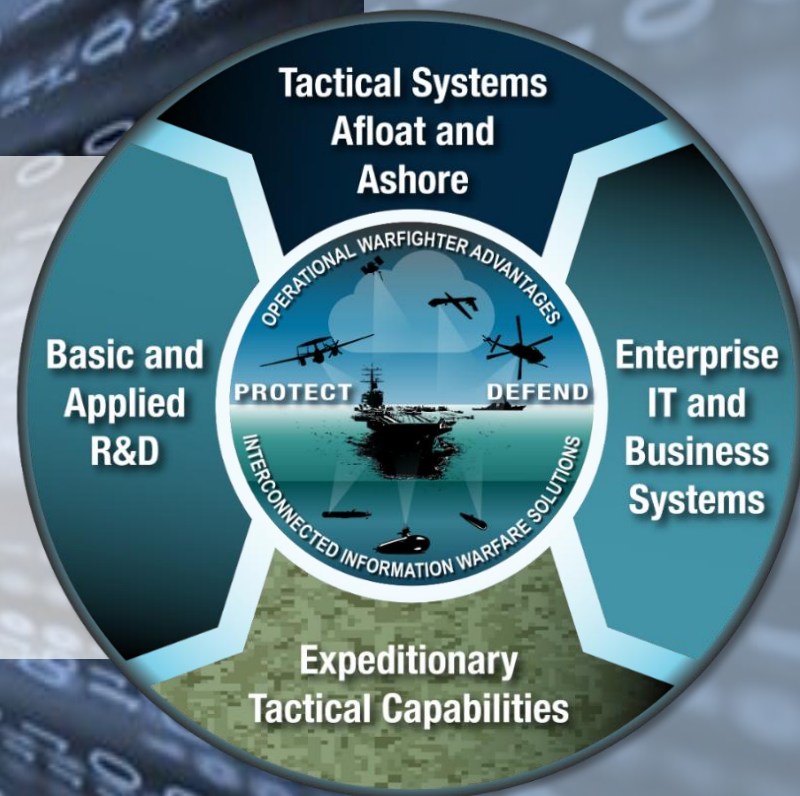 Tactical Systems
Afloat and
Ashore
OPERATIONAL WARFIGHTER ADVANTAGES
Basic and
Applied
R&D
PROTECT DEFEND
Enterprise
IT and
Business
Systems
INTERCONNECTED INFORMATION WARFARE SOLUTIONS
Expeditionary
Tactical Capabilities